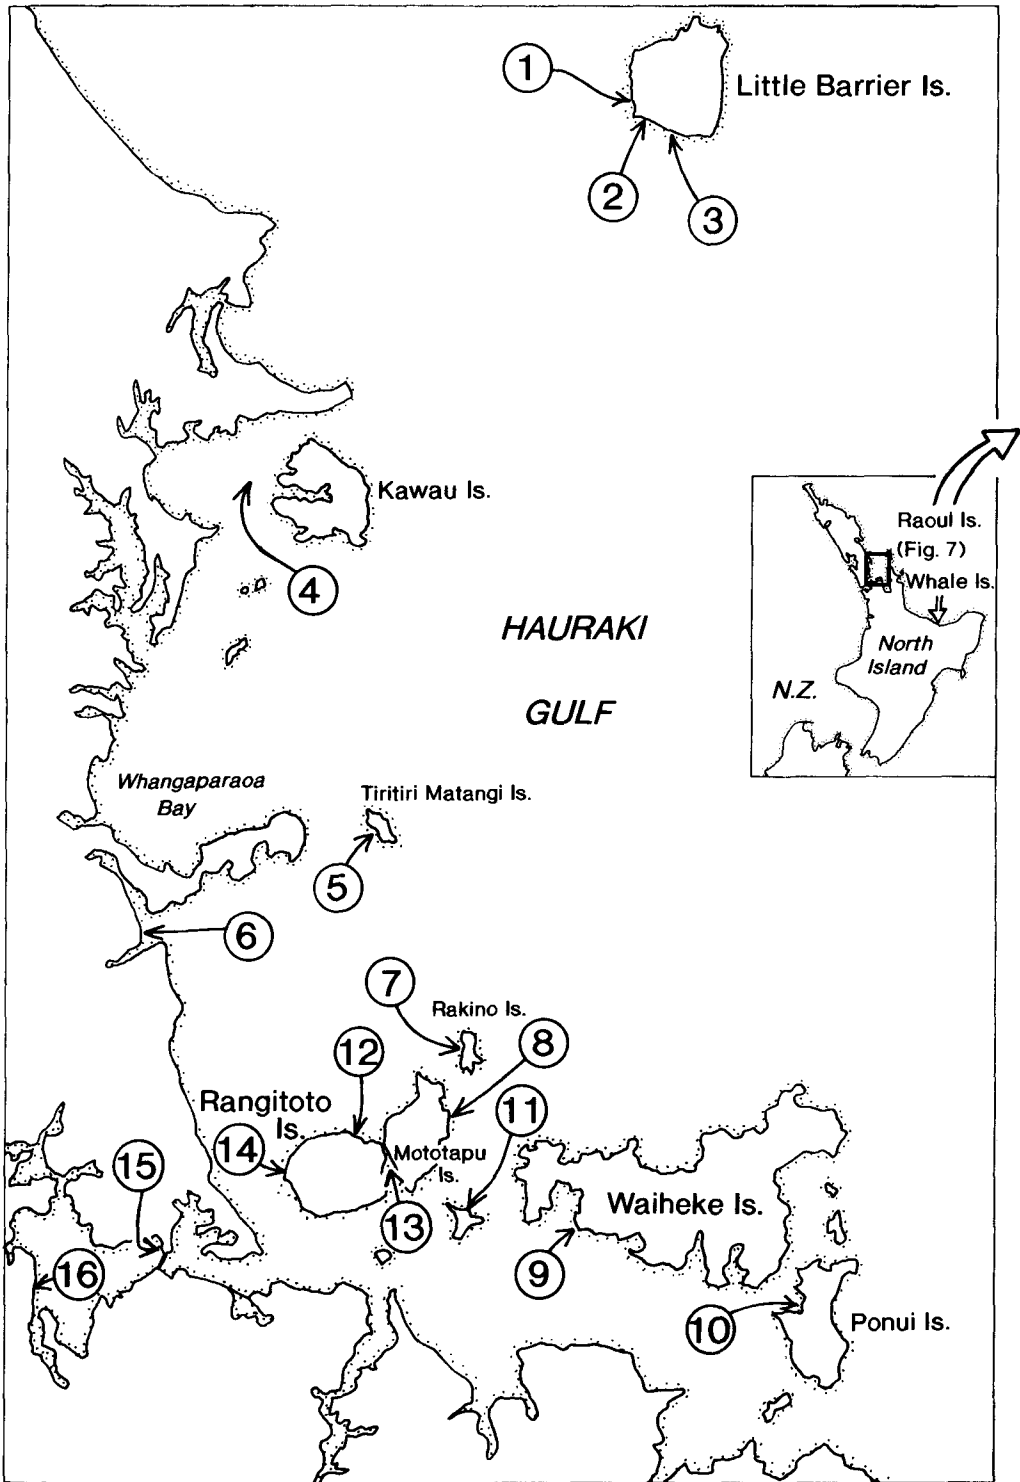 1
Little Barrier Is.
2
3
Kawau Is.
4
Raoul Is.
(Fig. 7)
Whale Is.
North
Island
N.Z.
HAURAKI
GULF
Whangaparaoa
Bay
Tiritiri Matangi Is.
5
6
7
Rakino Is.
8
12
Rangitoto
Is.
11
14
Mototapu
Is.
15
13
Waiheke Is.
9
16
10
Ponui Is.